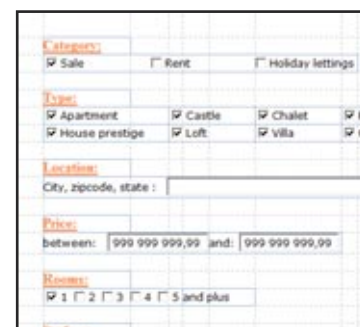 Category:
Sale Rent Holiday lettings
Type:
Apartment Castle Chalet
House prestige Loft Villa
Location:
City, zipcode, state :
Price:
between: 999 999 999,99 and: 999 999 999,99
Rooms:
1 2 3 4 5 and plus